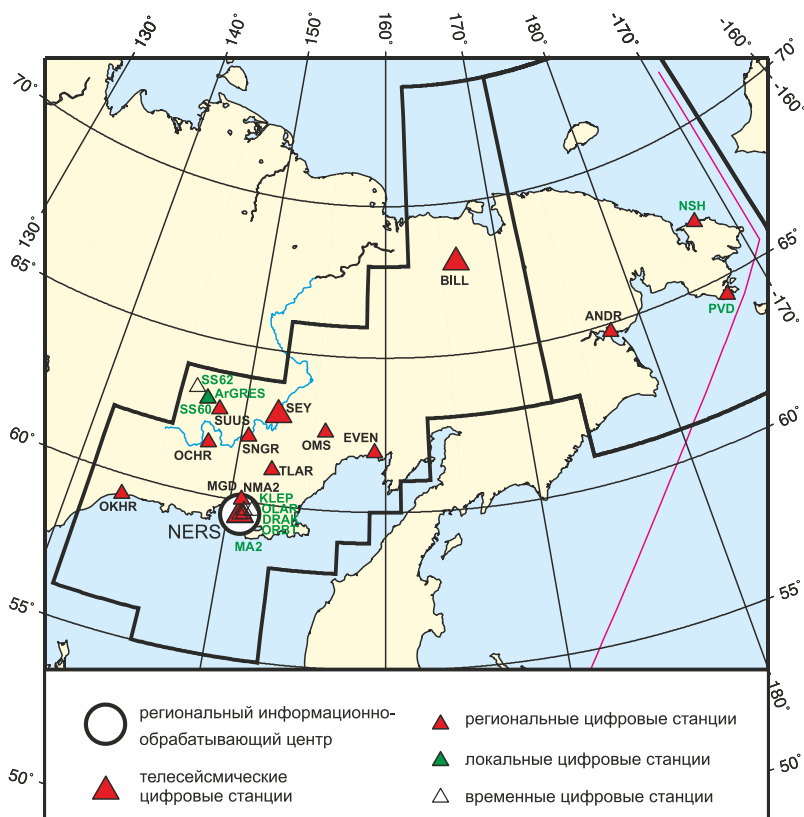 130°
140°
150°
160°
170°
180°
-170°
-160°
70°
70°
-160°
130°
NSH
65°
65°
BILL
-170°
PVD
ANDR
SS62
ArGRES
SS60
SEY
SUUS
60°
60°
OCHR
SNGR
OMS
EVEN
TLAR
MGD
NMA2
OKHR
KLEP
OLAR
NERS
DRAK
ORBT
MA2
55°
55°
180°
региональный информационно-
обрабатывающий центр
региональные цифровые станции
локальные цифровые станции
50°
50°
телесейсмические
цифровые станции
временные цифровые станции